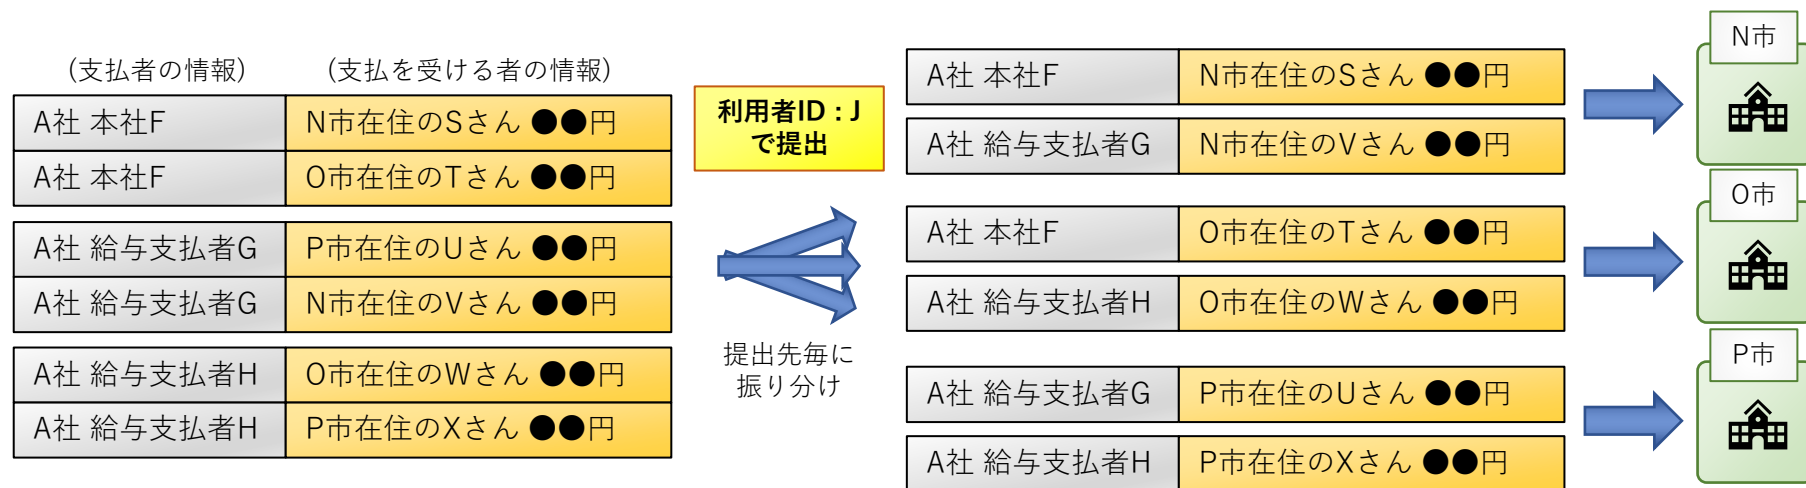 (支払者の情報)
(支払を受ける者の情報)
A社 本社F
N市在住のSさん ●●円
A社 本社F
O市在住のTさん ●●円
A社 給与支払者G
P市在住のUさん ●●円
A社 給与支払者G
N市在住のVさん ●●円
A社 給与支払者H
O市在住のWさん ●●円
A社 給与支払者H
P市在住のXさん ●●円
利用者ID:J
で提出
提出先毎に
振り分け
A社 本社F
N市在住のSさん ●●円
A社 給与支払者G
N市在住のVさん ●●円
A社 本社F
O市在住のTさん ●●円
A社 給与支払者H
O市在住のWさん ●●円
A社 給与支払者G
P市在住のUさん ●●円
A社 給与支払者H
P市在住のXさん ●●円
N市
O市
P市